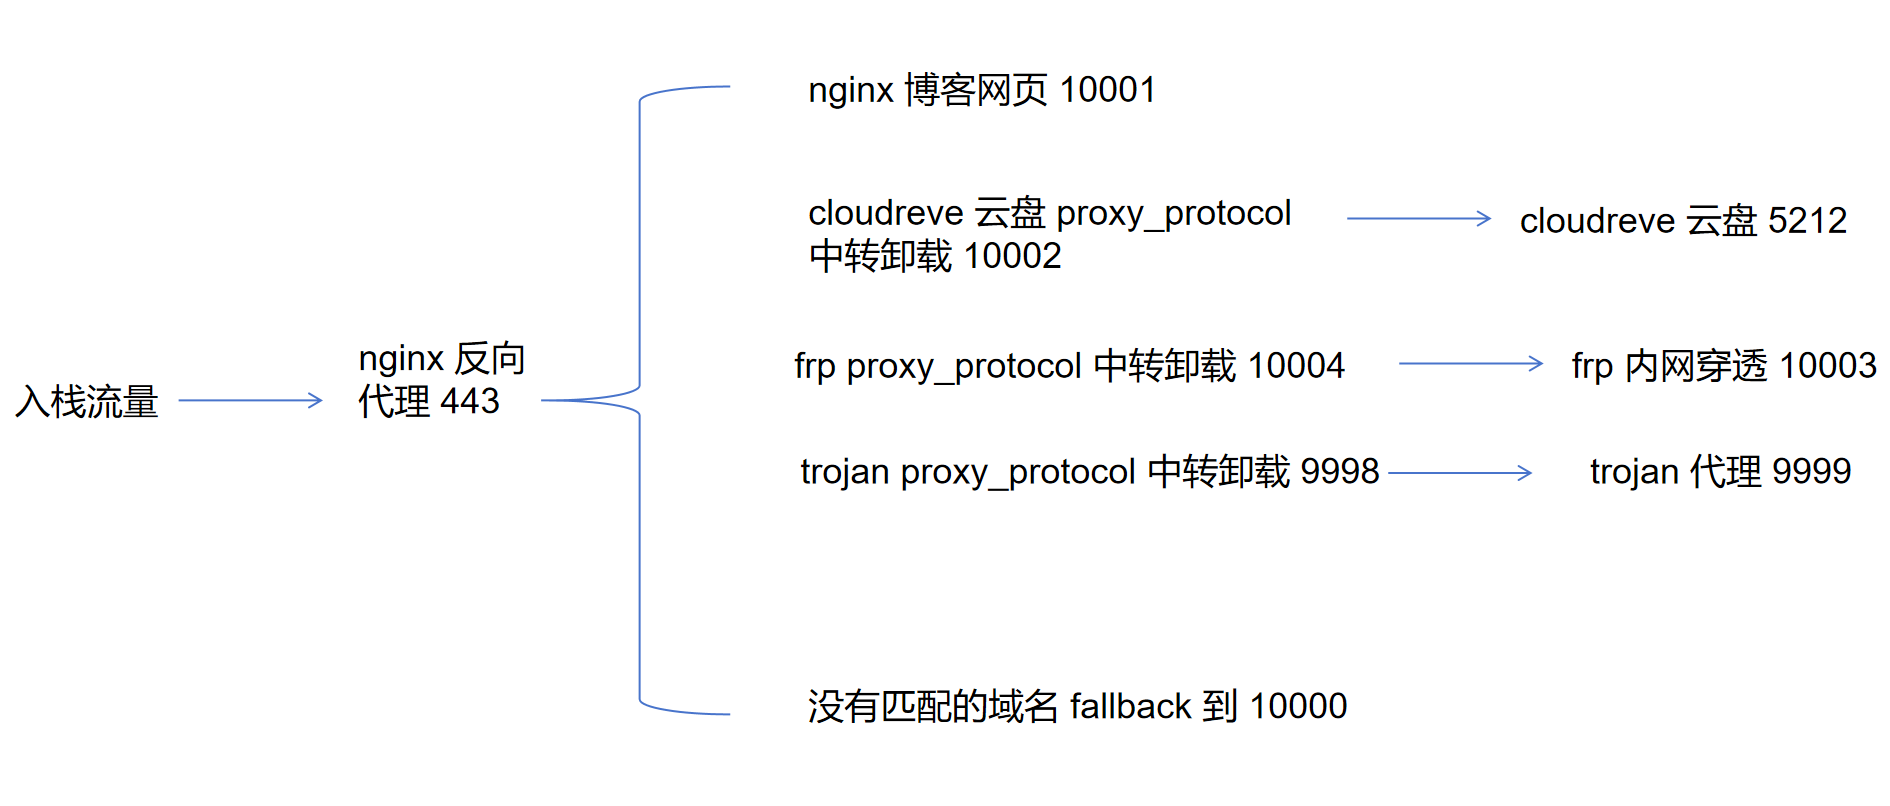 nginx 博客网页 10001
cloudreve 云盘 proxy_protocol
中转卸载 10002
cloudreve 云盘 5212
入栈流量
nginx 反向
代理 443
frp proxy_protocol 中转卸载 10004
frp 内网穿透 10003
trojan proxy_protocol 中转卸载 9998
trojan 代理 9999
没有匹配的域名 fallback 到 10000